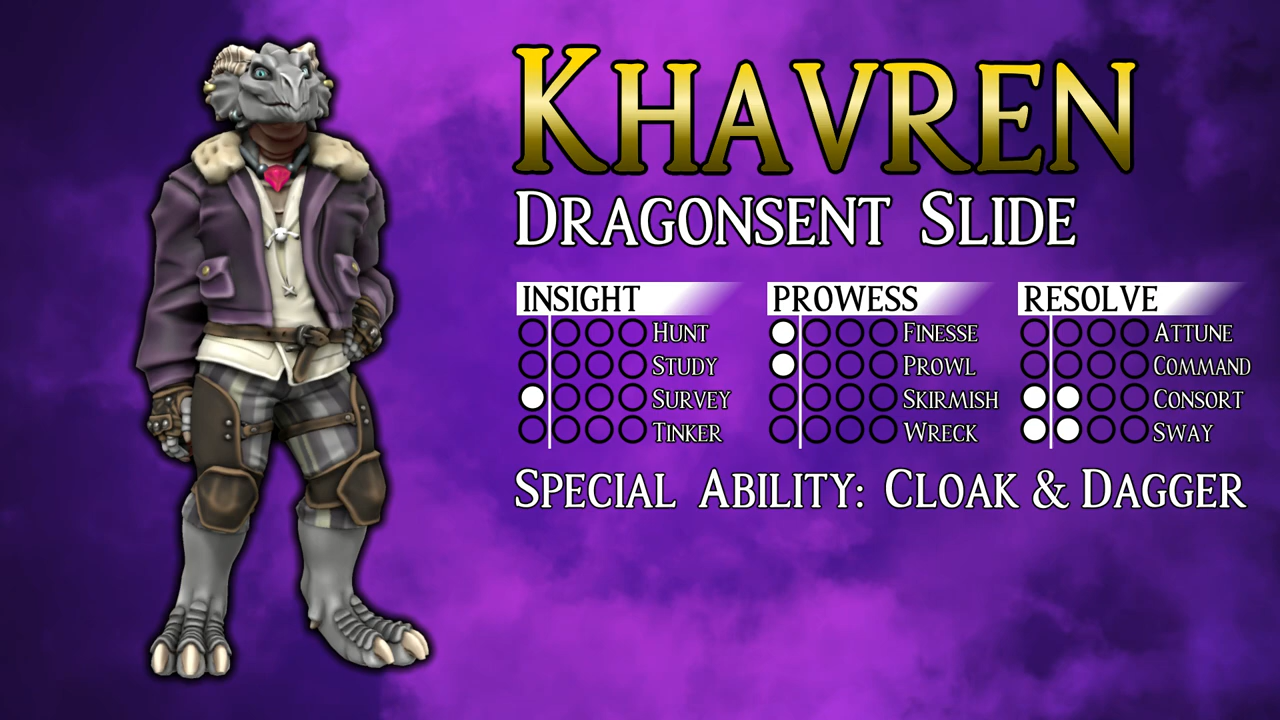 KHAVREN
DRAGONSENT SLIDE
INSIGHT
HUNT
STUDY
SURVEY
TINKER
PROWESS
FINESSE
PROWL
SKIRMISH
WRECK
RESOLVE
ATTUNE
COMMAND
CONSORT
SWAY
SPECIAL ABILITY: CLOAK & DAGGER